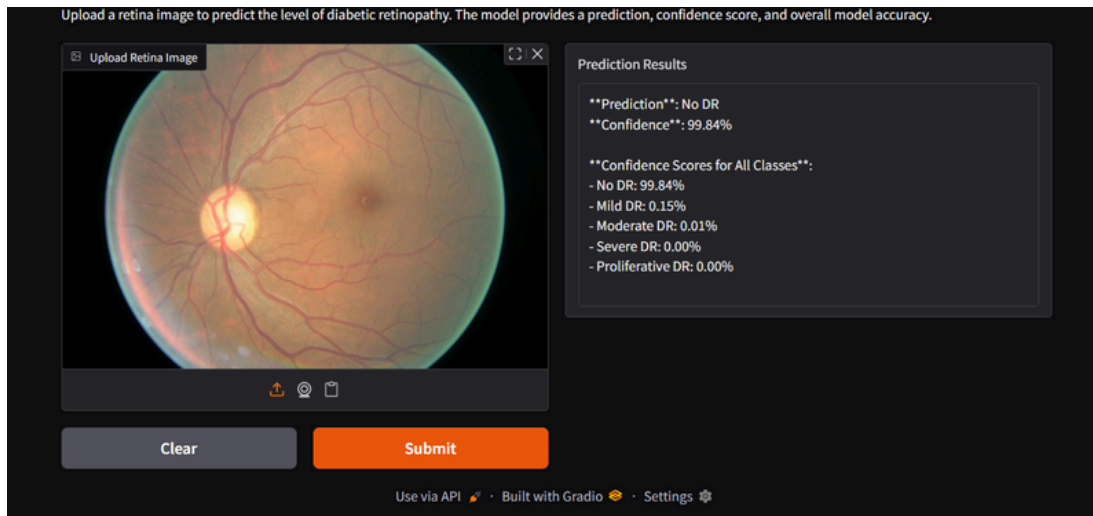 Upload a retina image to predict the level of diabetic retinopathy. The model provides a prediction, confidence score, and overall model accuracy.
Upload Retina Image
Prediction Results
**Prediction**: No DR
**Confidence**: 99.84%
**Confidence Scores for All Classes**:
- No DR: 99.84%
- Mild DR: 0.15%
- Moderate DR: 0.01%
- Severe DR: 0.00%
- Proliferative DR: 0.00%
Clear
Submit
Use via API · Built with Gradio · Settings